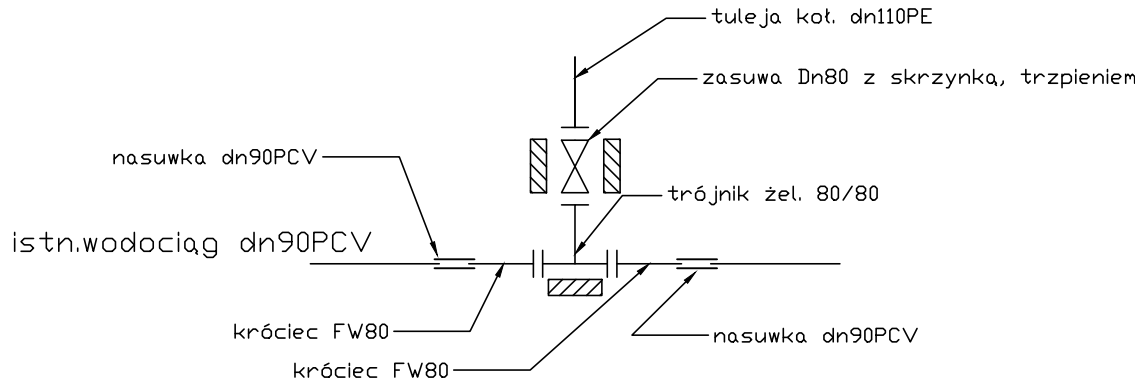 tuleja koł. dn110PE
zasuwa Dn80 z skrzynką, trzpieniem
nasuwka dn90PCV
trójnik żel. 80/80
istn.wodociąg dn90PCV
króciec FW80
nasuwka dn90PCV
króciec FW80